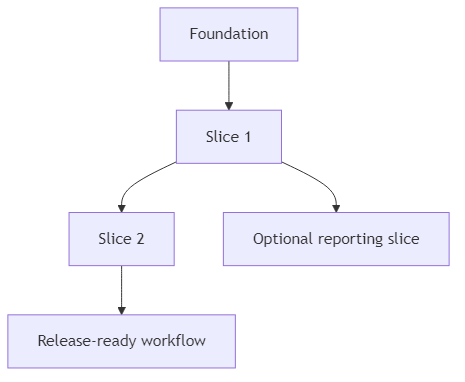 Foundation
Slice 1
Slice 2
Optional reporting slice
Release-ready workflow